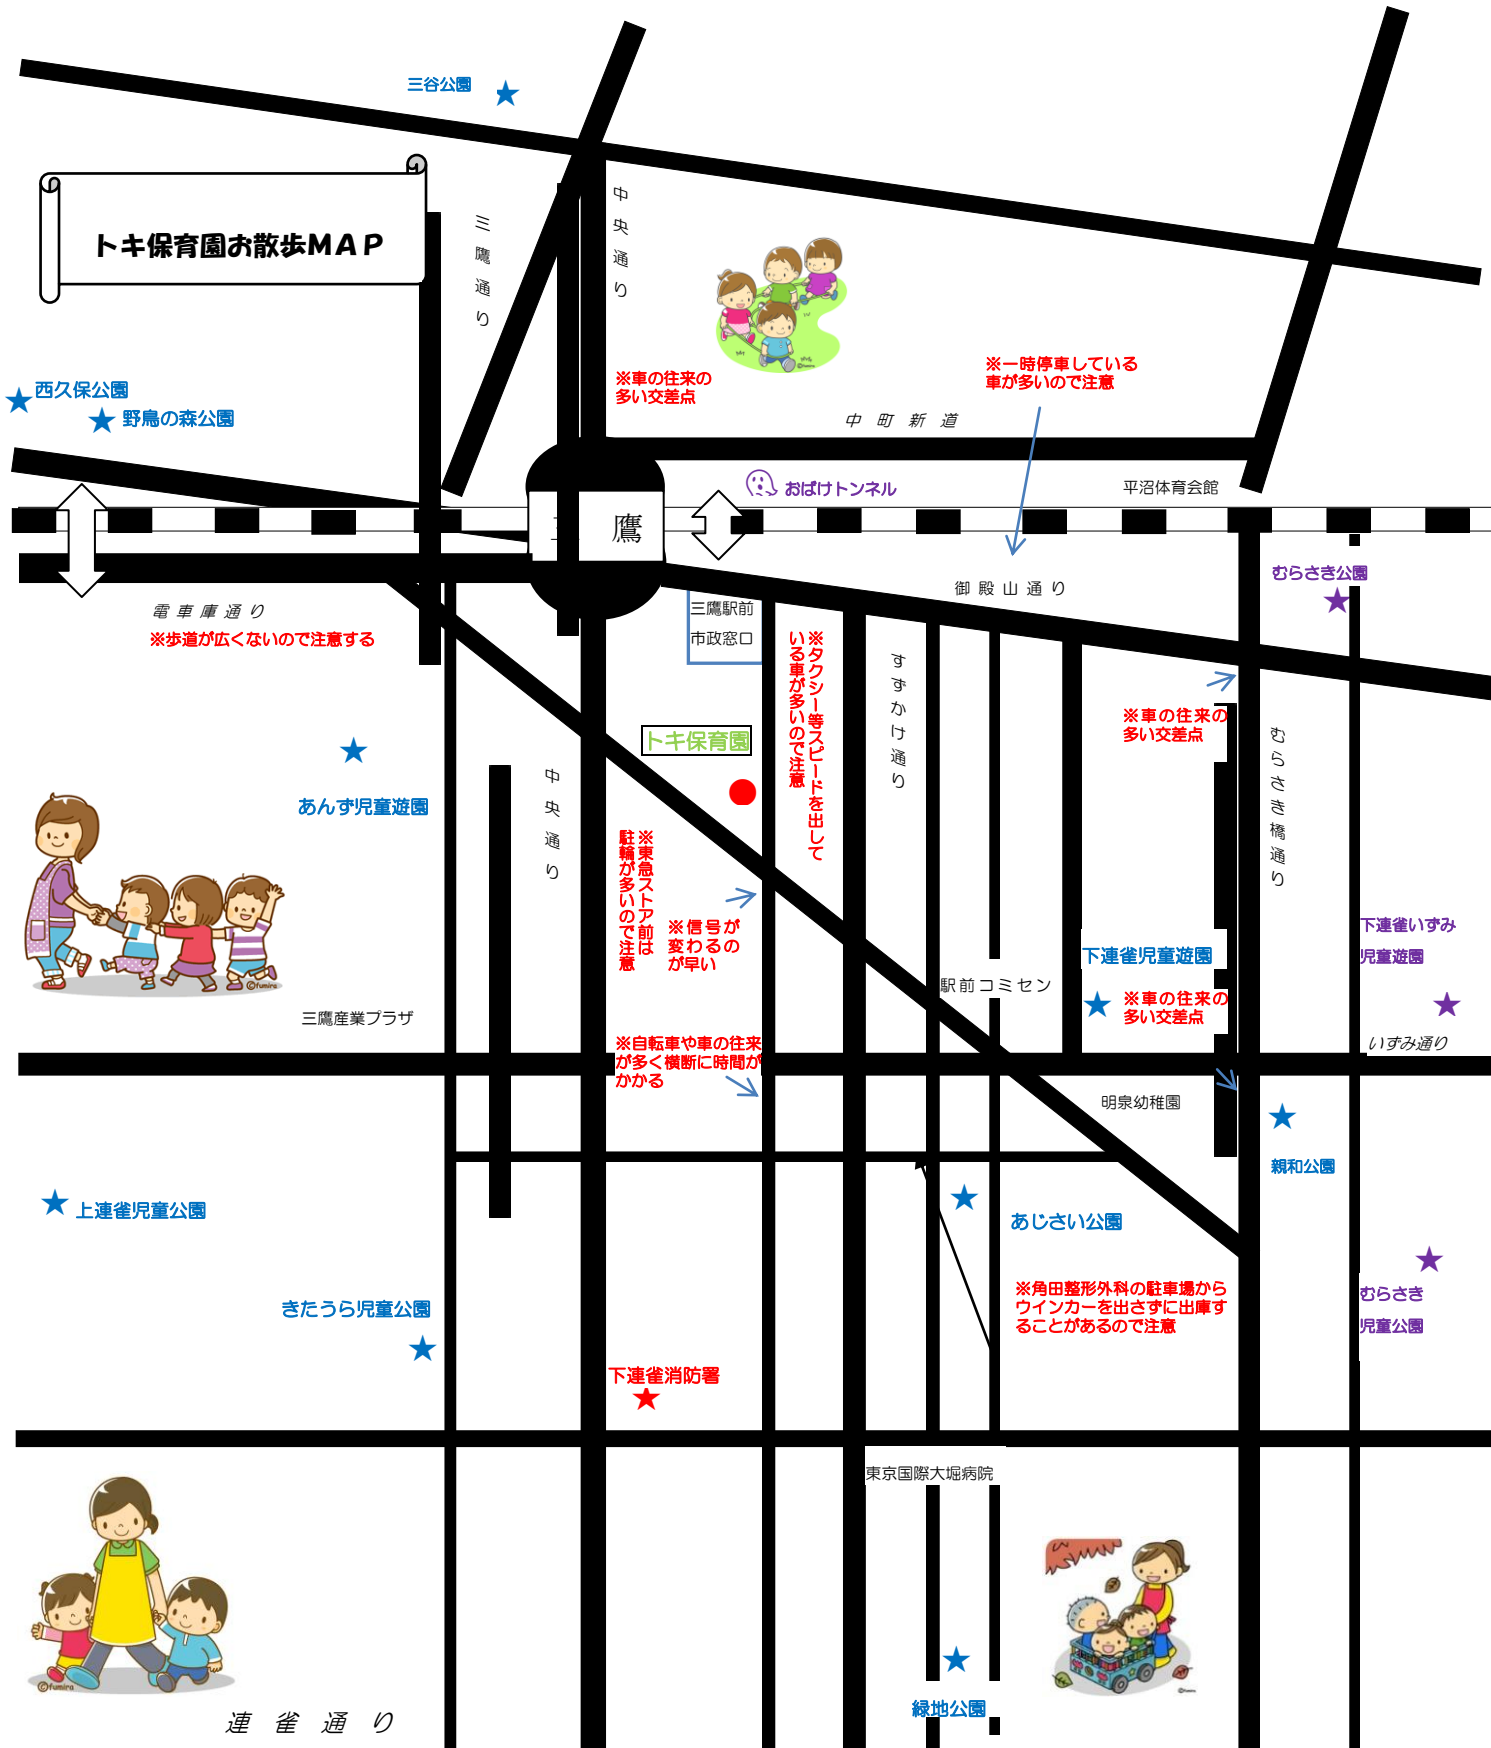 三谷公園
トキ保育園お散歩MAP
三鷹通り
中央通り
※車の往来の
多い交差点
※一時停車している
車が多いので注意
西久保公園
野鳥の森公園
中町新道
おばけトンネル
平沼体育会館
鷹
むらさき公園
御殿山通り
電車庫通り
※歩道が広くないので注意する
三鷹駅前
市政窓口
※タクシー等スピードを出して
いる車が多いので注意
すずかけ通り
※車の往来の
多い交差点
むらさき橋通り
トキ保育園
あんず児童遊園
中央通り
※東急ストア前は
駐輪が多いので注意
※信号が
変わるの
が早い
下連雀児童遊園
下連雀いずみ
児童遊園
駅前コミセン
※車の往来の
多い交差点
三鷹産業プラザ
※自転車や車の往来
が多く横断に時間が
かかる
いずみ通り
明泉幼稚園
親和公園
上連雀児童公園
あじさい公園
きたうら児童公園
※角田整形外科の駐車場から
ウインカーを出さずに出庫す
ることがあるので注意
むらさき
児童公園
下連雀消防署
東京国際大堀病院
緑地公園
連雀通り
©fumira
©fumira
©fumira
©fumira